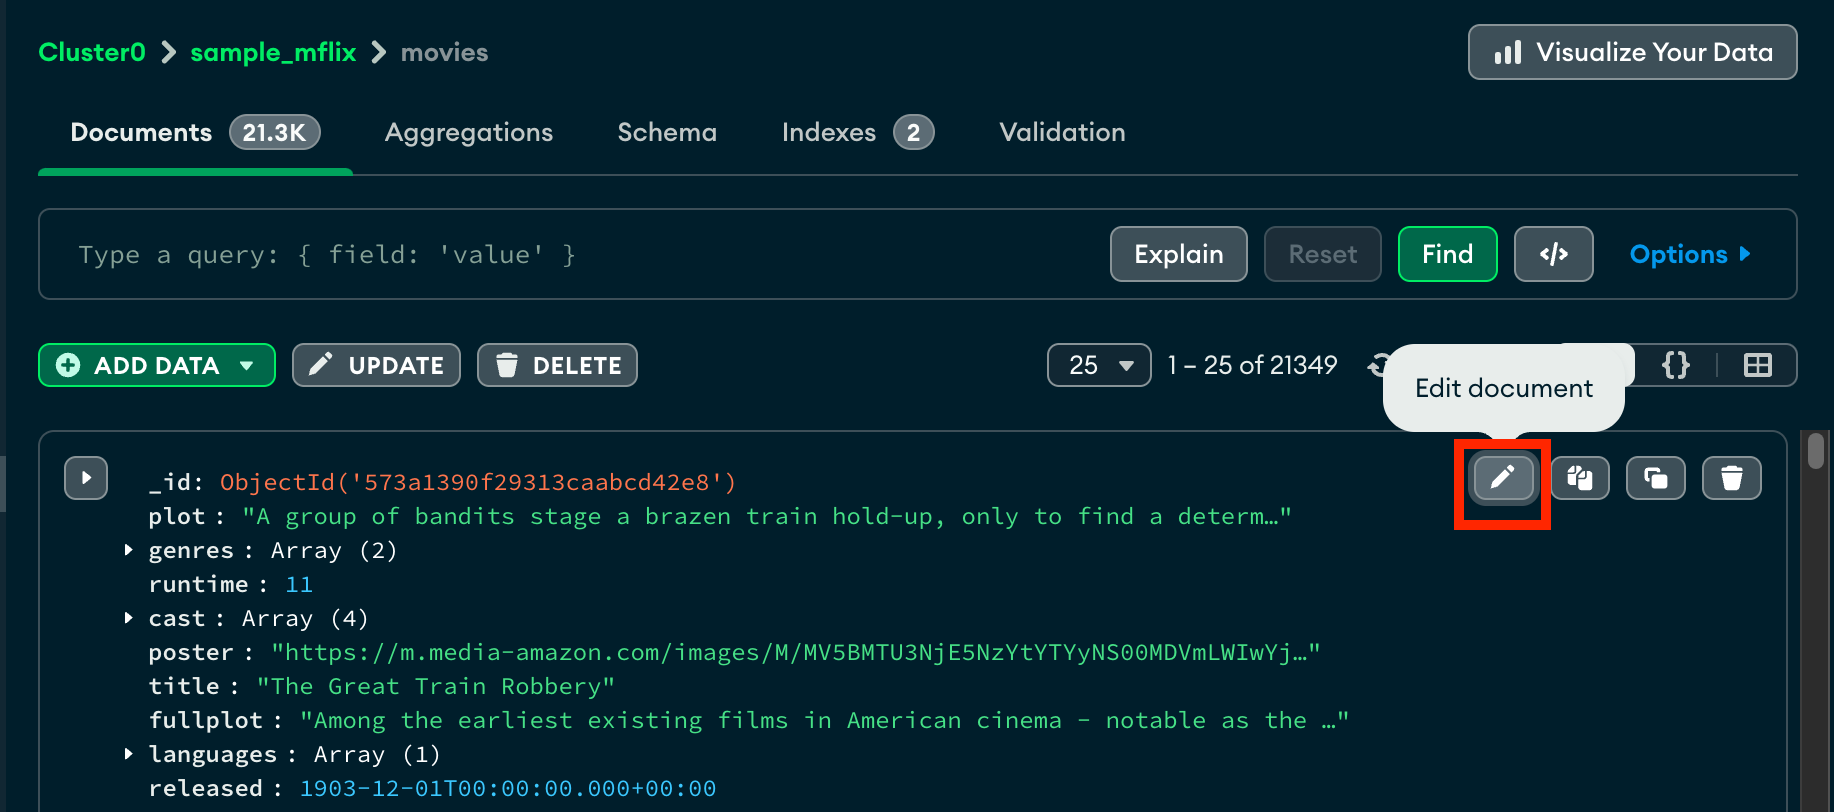 Cluster0 > sample_mflix > movies
Visualize Your Data
Documents 21.3K Aggregations Schema Indexes 2 Validation
Type a query: { field: 'value' }
Explain Reset Find </> Options
ADD DATA UPDATE DELETE 25 1 – 25 of 21349 {}
Edit document
_id: ObjectId('573a1390f29313caabcd42e8')
plot : "A group of bandits stage a brazen train hold-up, only to find a determ…"
genres : Array (2)
runtime : 11
cast : Array (4)
poster : "https://m.media-amazon.com/images/M/MV5BMTU3NjE5NzYtYTYyNS00MDVmLWIwYj…"
title : "The Great Train Robbery"
fullplot : "Among the earliest existing films in American cinema - notable as the …"
languages : Array (1)
released : 1903-12-01T00:00:00.000+00:00